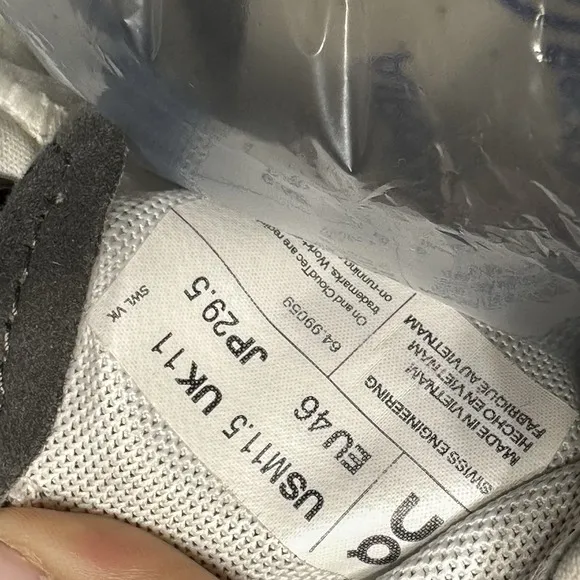 On
USM11.5 UK11
EU46 JP29.5
SWL VK
SWISS ENGINEERING
MADE IN VIETNAM
HECHO EN VIETNAM
FABRIQUE AU VIETNAM
64.99059
On and CloudTec are
trademarks.
on-running.